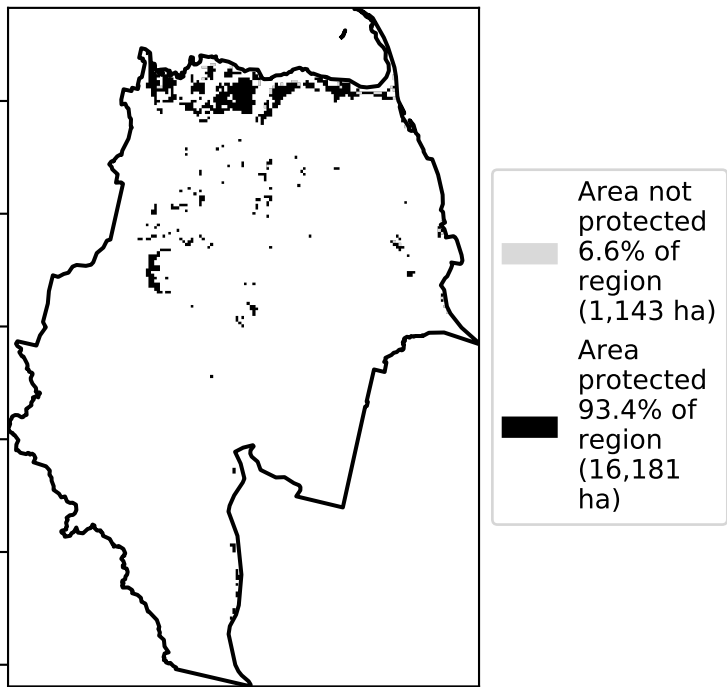 Area not
protected
6.6% of
region
(1,143 ha)
Area
protected
93.4% of
region
(16,181
ha)